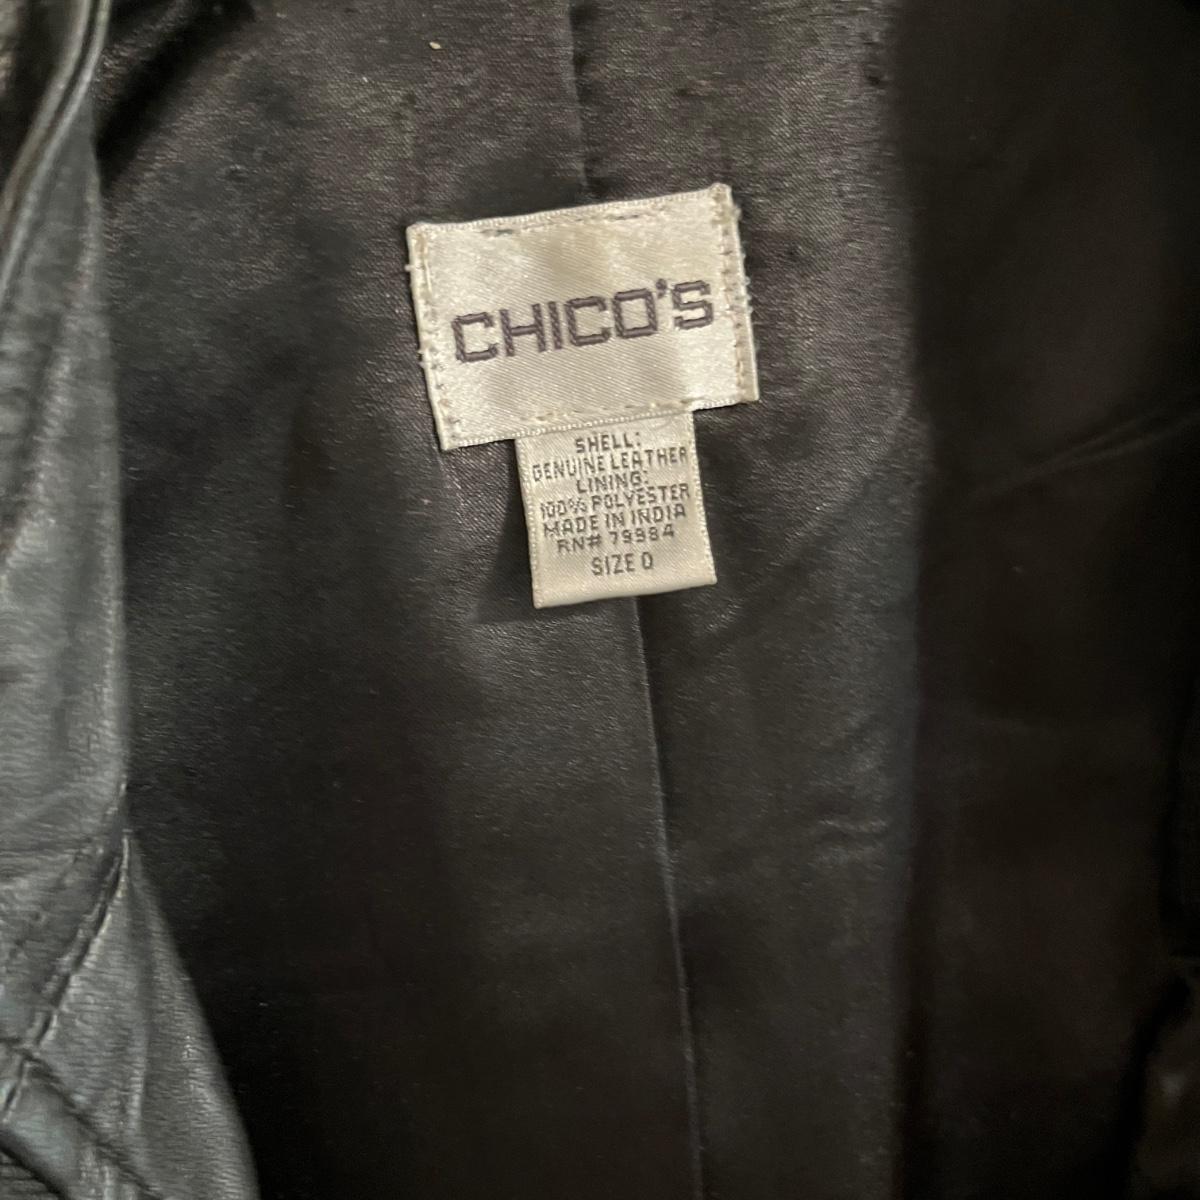 CHICO'S
SHELL:
GENUINE LEATHER
LINING:
100% POLYESTER
MADE IN INDIA
RN# 79984
SIZE 0